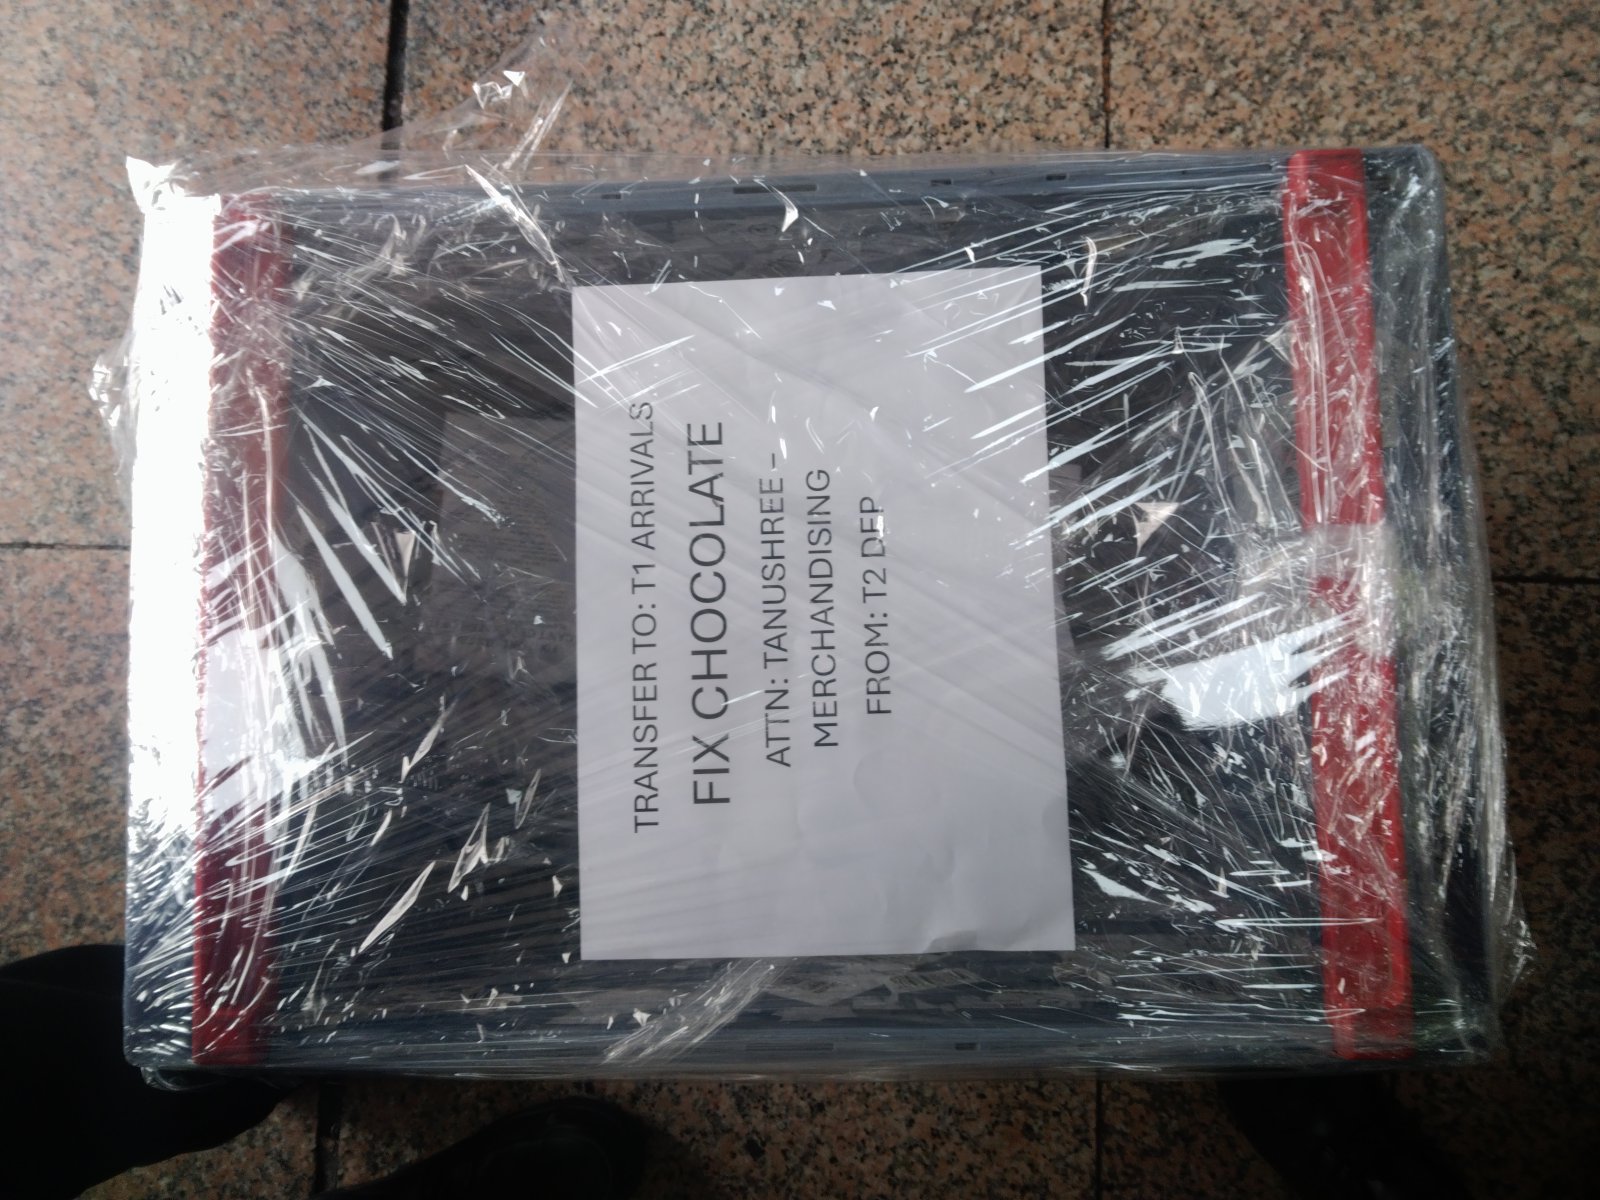 TRANSFER TO: T1 ARRIVALS
FIX CHOCOLATE
ATTN: TANUSHREE -
MERCHANDISING
FROM: T2 DEP